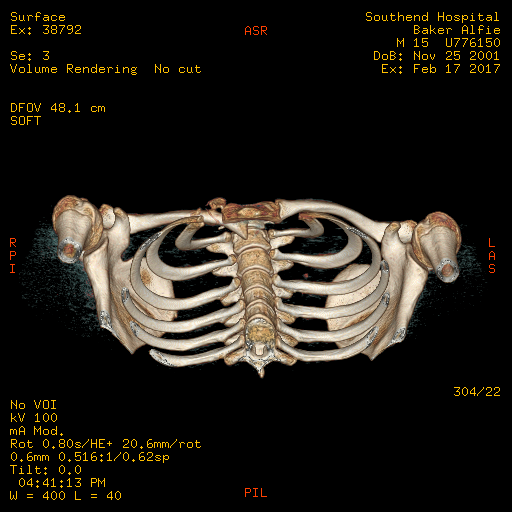 Surface
Ex: 38792
Se: 3
Volume Rendering No cut
DFOV 48.1 cm
SOFT
ASR
Southend Hospital
Baker Alfie
M 15 U776150
DoB: Nov 25 2001
Ex: Feb 17 2017
R
P
I
L
A
S
304/22
No VOI
kV 100
mA Mod.
Rot 0.80s/HE+ 20.6mm/rot
0.6mm 0.516:1/0.62sp
Tilt: 0.0
04:41:13 PM
W = 400 L = 40
PIL